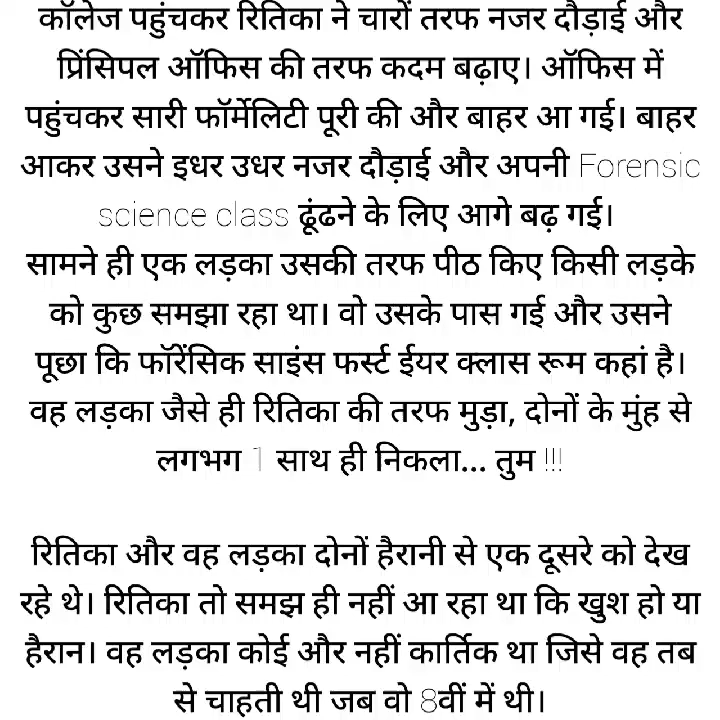 कॉलेज पहुंचकर रितिका ने चारों तरफ नजर दौड़ाई और
प्रिंसिपल ऑफिस की तरफ कदम बढ़ाए। ऑफिस में
पहुंचकर सारी फॉर्मेलिटी पूरी की और बाहर आ गई। बाहर
आकर उसने इधर उधर नजर दौड़ाई और अपनी Forensic
science class ढूंढने के लिए आगे बढ़ गई।
सामने ही एक लड़का उसकी तरफ पीठ किए किसी लड़के
को कुछ समझा रहा था। वो उसके पास गई और उसने
पूछा कि फॉरेंसिक साइंस फर्स्ट ईयर क्लास रूम कहां है।
वह लड़का जैसे ही रितिका की तरफ मुड़ा, दोनों के मुंह से
लगभग 1 साथ ही निकला... तुम !!!
रितिका और वह लड़का दोनों हैरानी से एक दूसरे को देख
रहे थे। रितिका तो समझ ही नहीं आ रहा था कि खुश हो या
हैरान। वह लड़का कोई और नहीं कार्तिक था जिसे वह तब
से चाहती थी जब वो 8वीं में थी।